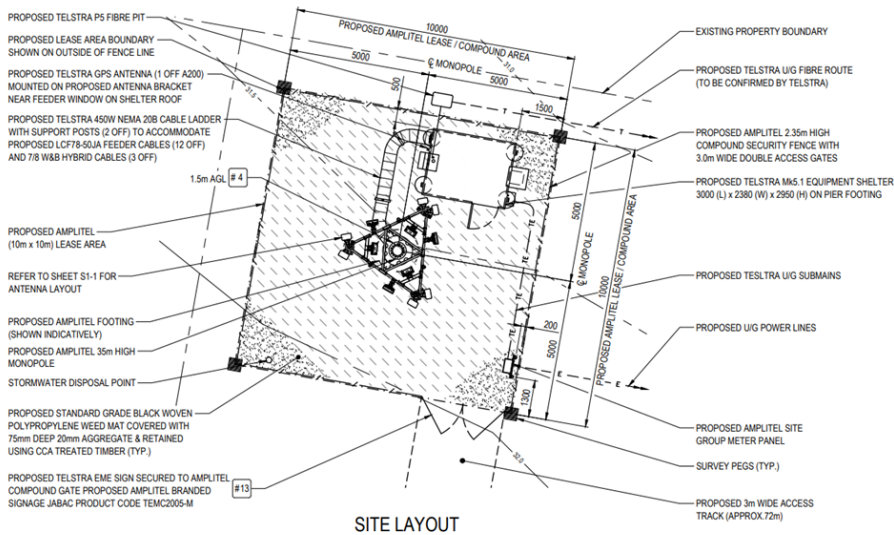 PROPOSED TELSTRA P5 FIBRE PIT
PROPOSED LEASE AREA BOUNDARY
SHOWN ON OUTSIDE OF FENCE LINE
PROPOSED TELSTRA GPS ANTENNA (1 OFF A200)
MOUNTED ON PROPOSED ANTENNA BRACKET
NEAR FEEDER WINDOW ON SHELTER ROOF
PROPOSED TELSTRA 450W NEMA 20B CABLE LADDER
WITH SUPPORT POSTS (2 OFF) TO ACCOMMODATE
PROPOSED LCF78-50JA FEEDER CABLES (12 OFF)
AND 7/8 W&B HYBRID CABLES (3 OFF)
1.5m AGL
# 4
PROPOSED AMPLITEL
(10m x 10m) LEASE AREA
REFER TO SHEET S1-1 FOR
ANTENNA LAYOUT
PROPOSED AMPLITEL FOOTING
(SHOWN INDICATIVELY)
PROPOSED AMPLITEL 35m HIGH
MONOPOLE
STORMWATER DISPOSAL POINT
PROPOSED STANDARD GRADE BLACK WOVEN
POLYPROPYLENE WEED MAT COVERED WITH
75mm DEEP 20mm AGGREGATE & RETAINED
USING CCA TREATED TIMBER (TYP.)
PROPOSED TELSTRA EME SIGN SECURED TO AMPLITEL
COMPOUND GATE PROPOSED AMPLITEL BRANDED
SIGNAGE JABAC PRODUCT CODE TEMC2005-M
#13
10000
PROPOSED AMPLITEL LEASE / COMPOUND AREA
5000
5000
℄ MONOPOLE
31.0
31.5
500
1500
T
T
5000
℄ MONOPOLE
10000
PROPOSED AMPLITEL LEASE / COMPOUND AREA
5000
200
1300
TE
TE
TE
TE
E
E
32.0
EXISTING PROPERTY BOUNDARY
PROPOSED TELSTRA U/G FIBRE ROUTE
(TO BE CONFIRMED BY TELSTRA)
PROPOSED AMPLITEL 2.35m HIGH
COMPOUND SECURITY FENCE WITH
3.0m WIDE DOUBLE ACCESS GATES
PROPOSED TELSTRA Mk5.1 EQUIPMENT SHELTER
3000 (L) x 2380 (W) x 2950 (H) ON PIER FOOTING
PROPOSED TESLTRA U/G SUBMAINS
PROPOSED U/G POWER LINES
PROPOSED AMPLITEL SITE
GROUP METER PANEL
SURVEY PEGS (TYP.)
PROPOSED 3m WIDE ACCESS
TRACK (APPROX.72m)
SITE LAYOUT